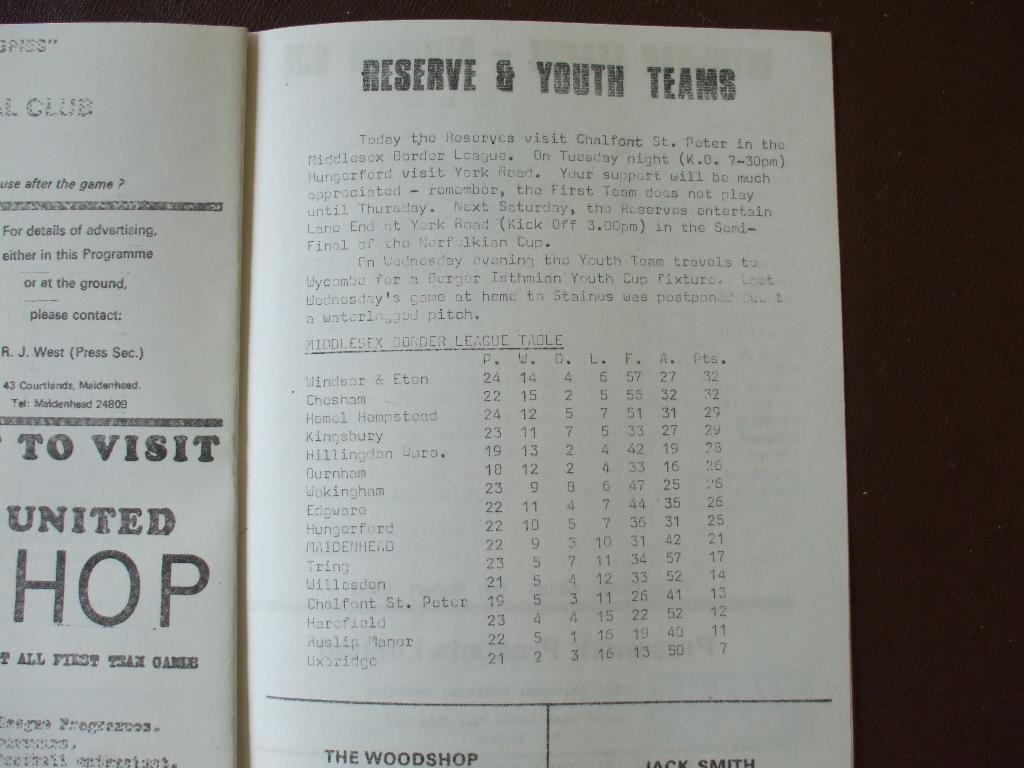 AL CLUB
use after the game ?
For details of advertising,
either in this Programme
or at the ground,
please contact:
R. J. West (Press Sec.)
43 Courtlands, Maidenhead.
Tel: Maidenhead 24809
TO VISIT
UNITED
HOP
T ALL FIRST TEAM GAMES
RESERVE & YOUTH TEAMS
Today the Reserves visit Chalfont St. Peter in the
Middlesex Border League. On Tuesday night (K.O. 7-30pm)
Hungerford visit York Road. Your support will be much
appreciated - remember, the First Team does not play
until Thursday. Next Saturday, the Reserves entertain
Lane End at York Road (Kick Off 3.00pm) in the Semi-
Final of the Norfolkian Cup.
On Wednesday evening the Youth Team travels to
Wycombe for a Berger Isthmian Youth Cup fixture. Last
Wednesday's game at home to Staines was postponed due to
a waterlogged pitch.
MIDDLESEX BORDER LEAGUE TABLE
P. W. D. L. F. A. Pts.
Windsor & Eton 24 14 4 6 57 27 32
Chesham 22 15 2 5 56 32 32
Hemel Hempstead 24 12 5 7 51 31 29
Kingsbury 23 11 7 5 33 27 29
Hillingdon Boro. 19 13 2 4 42 19 28
Burnham 18 12 2 4 33 16 26
Wokingham 23 9 8 6 47 25 26
Edgware 22 11 4 7 44 35 26
Hungerford 22 10 5 7 36 31 25
MAIDENHEAD 22 9 3 10 31 42 21
Tring 23 5 7 11 34 57 17
Willesden 21 5 4 12 33 52 14
Chalfont St. Peter 19 5 3 11 26 41 13
Harefield 23 4 4 15 22 52 12
Ruislip Manor 22 5 1 16 19 40 11
Uxbridge 21 2 3 16 13 50 7
THE WOODSHOP
JACK SMITH